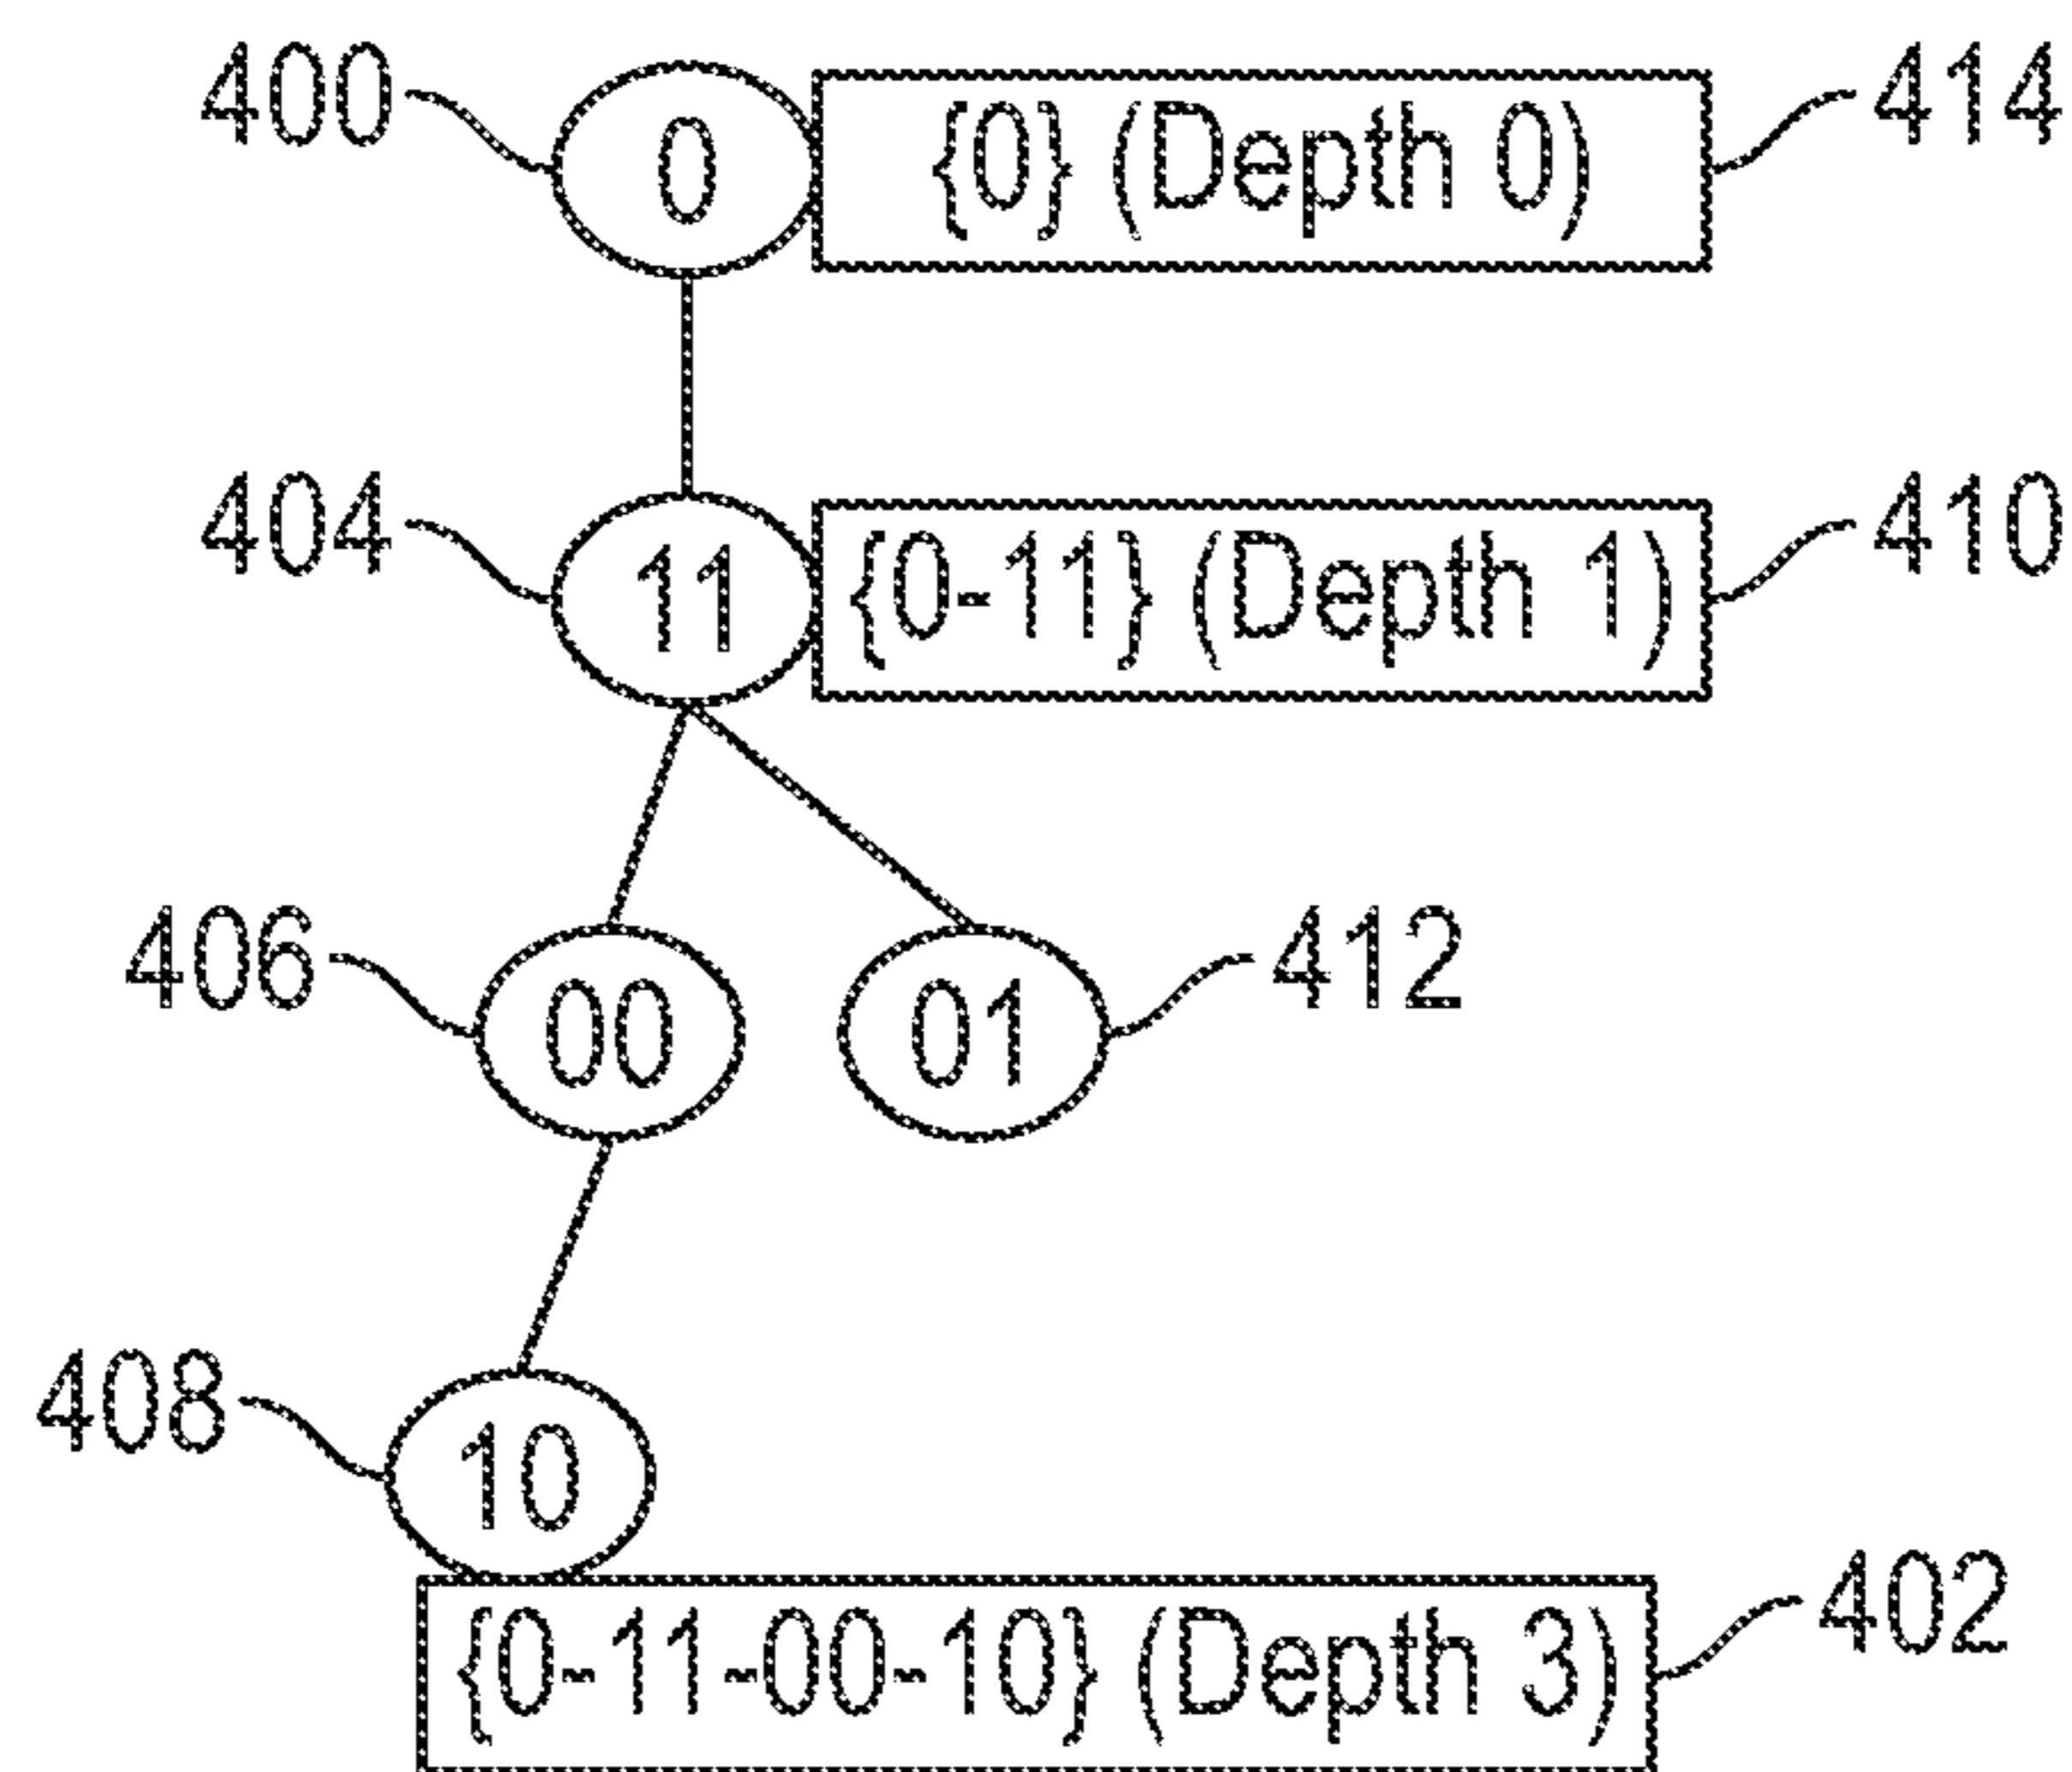 400 0 {0} (Depth 0) 414
404 11 {0-11} (Depth 1) 410
406 00 01 412
408 10
{0-11-00-10} (Depth 3) 402